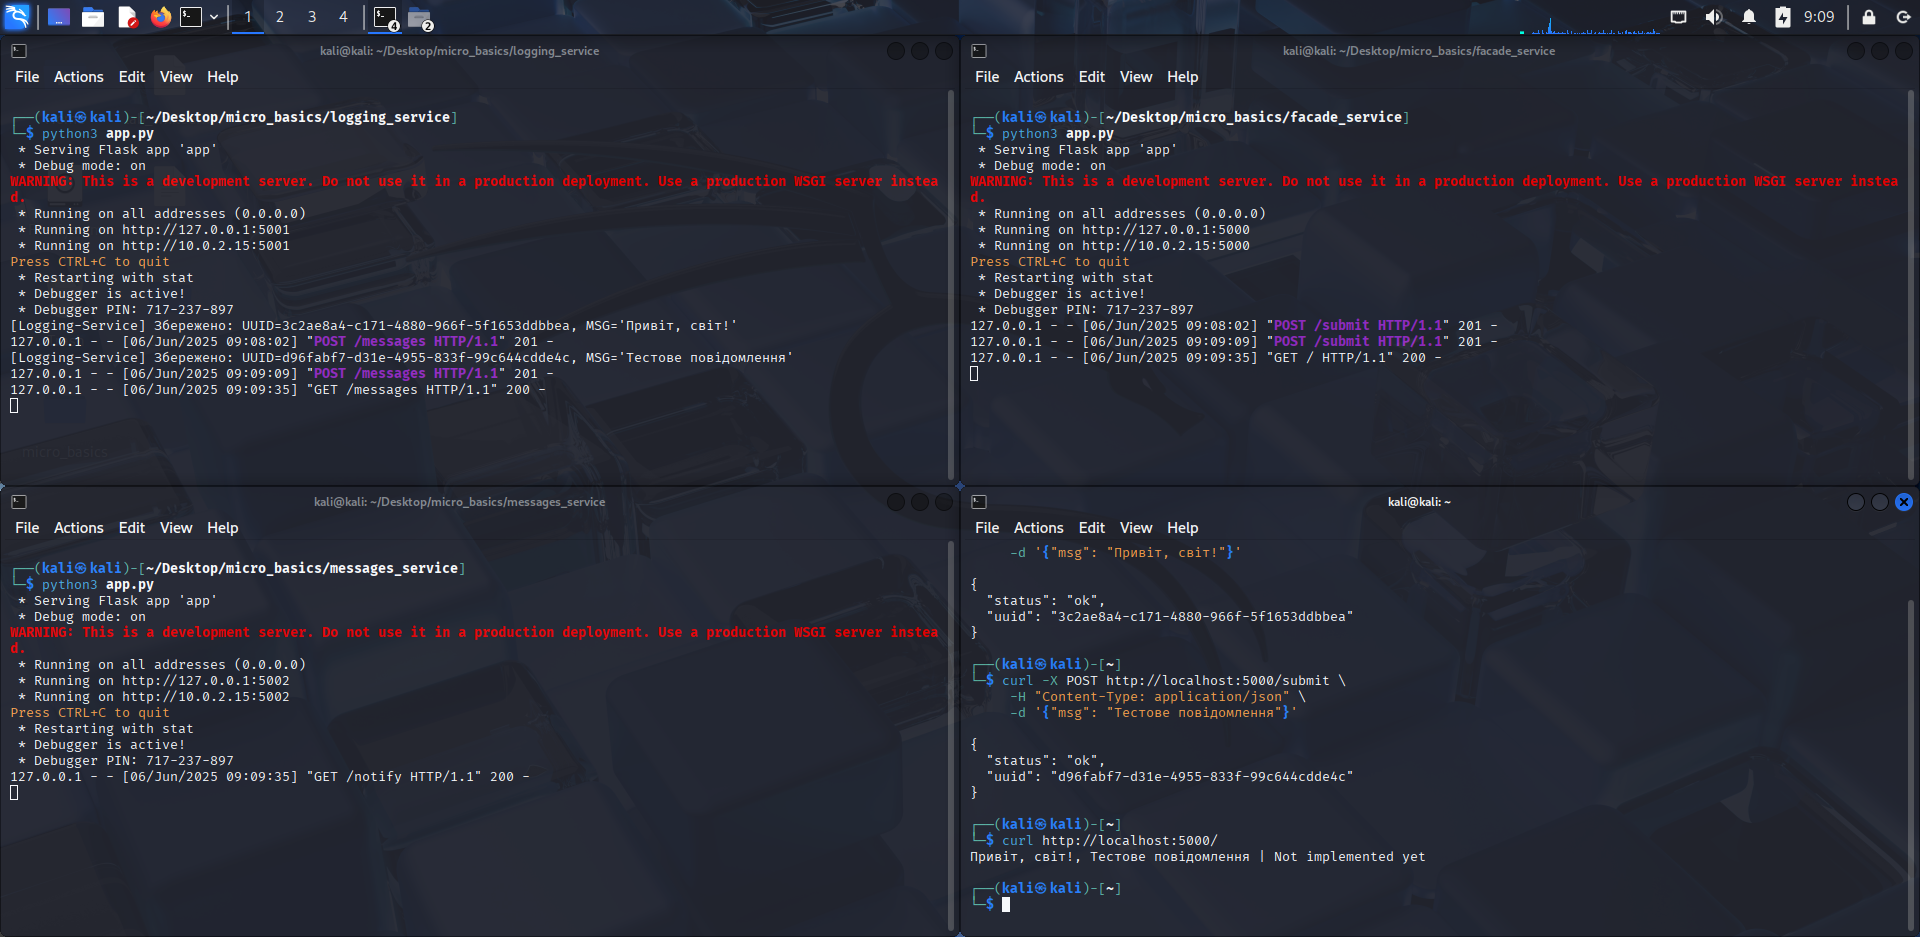 1 2 3 4
4
2
9:09
kali@kali: ~/Desktop/micro_basics/logging_service
File Actions Edit View Help
┌──(kali㉿kali)-[~/Desktop/micro_basics/logging_service]
└─$ python3 app.py
* Serving Flask app 'app'
* Debug mode: on
WARNING: This is a development server. Do not use it in a production deployment. Use a production WSGI server instea
d.
* Running on all addresses (0.0.0.0)
* Running on http://127.0.0.1:5001
* Running on http://10.0.2.15:5001
Press CTRL+C to quit
* Restarting with stat
* Debugger is active!
* Debugger PIN: 717-237-897
[Logging-Service] Збережено: UUID=3c2ae8a4-c171-4880-966f-5f1653ddbbea, MSG='Привіт, світ!'
127.0.0.1 - - [06/Jun/2025 09:08:02] "POST /messages HTTP/1.1" 201 -
[Logging-Service] Збережено: UUID=d96fabf7-d31e-4955-833f-99c644cdde4c, MSG='Тестове повідомлення'
127.0.0.1 - - [06/Jun/2025 09:09:09] "POST /messages HTTP/1.1" 201 -
127.0.0.1 - - [06/Jun/2025 09:09:35] "GET /messages HTTP/1.1" 200 -
micro_basics
kali@kali: ~/Desktop/micro_basics/facade_service
File Actions Edit View Help
┌──(kali㉿kali)-[~/Desktop/micro_basics/facade_service]
└─$ python3 app.py
* Serving Flask app 'app'
* Debug mode: on
WARNING: This is a development server. Do not use it in a production deployment. Use a production WSGI server instea
d.
* Running on all addresses (0.0.0.0)
* Running on http://127.0.0.1:5000
* Running on http://10.0.2.15:5000
Press CTRL+C to quit
* Restarting with stat
* Debugger is active!
* Debugger PIN: 717-237-897
127.0.0.1 - - [06/Jun/2025 09:08:02] "POST /submit HTTP/1.1" 201 -
127.0.0.1 - - [06/Jun/2025 09:09:09] "POST /submit HTTP/1.1" 201 -
127.0.0.1 - - [06/Jun/2025 09:09:35] "GET / HTTP/1.1" 200 -
kali@kali: ~/Desktop/micro_basics/messages_service
File Actions Edit View Help
┌──(kali㉿kali)-[~/Desktop/micro_basics/messages_service]
└─$ python3 app.py
* Serving Flask app 'app'
* Debug mode: on
WARNING: This is a development server. Do not use it in a production deployment. Use a production WSGI server instea
d.
* Running on all addresses (0.0.0.0)
* Running on http://127.0.0.1:5002
* Running on http://10.0.2.15:5002
Press CTRL+C to quit
* Restarting with stat
* Debugger is active!
* Debugger PIN: 717-237-897
127.0.0.1 - - [06/Jun/2025 09:09:35] "GET /notify HTTP/1.1" 200 -
kali@kali: ~
File Actions Edit View Help
-d '{"msg": "Привіт, світ!"}'
{
"status": "ok",
"uuid": "3c2ae8a4-c171-4880-966f-5f1653ddbbea"
}
┌──(kali㉿kali)-[~]
└─$ curl -X POST http://localhost:5000/submit \
-H "Content-Type: application/json" \
-d '{"msg": "Тестове повідомлення"}'
{
"status": "ok",
"uuid": "d96fabf7-d31e-4955-833f-99c644cdde4c"
}
┌──(kali㉿kali)-[~]
└─$ curl http://localhost:5000/
Привіт, світ!, Тестове повідомлення | Not implemented yet
┌──(kali㉿kali)-[~]
└─$